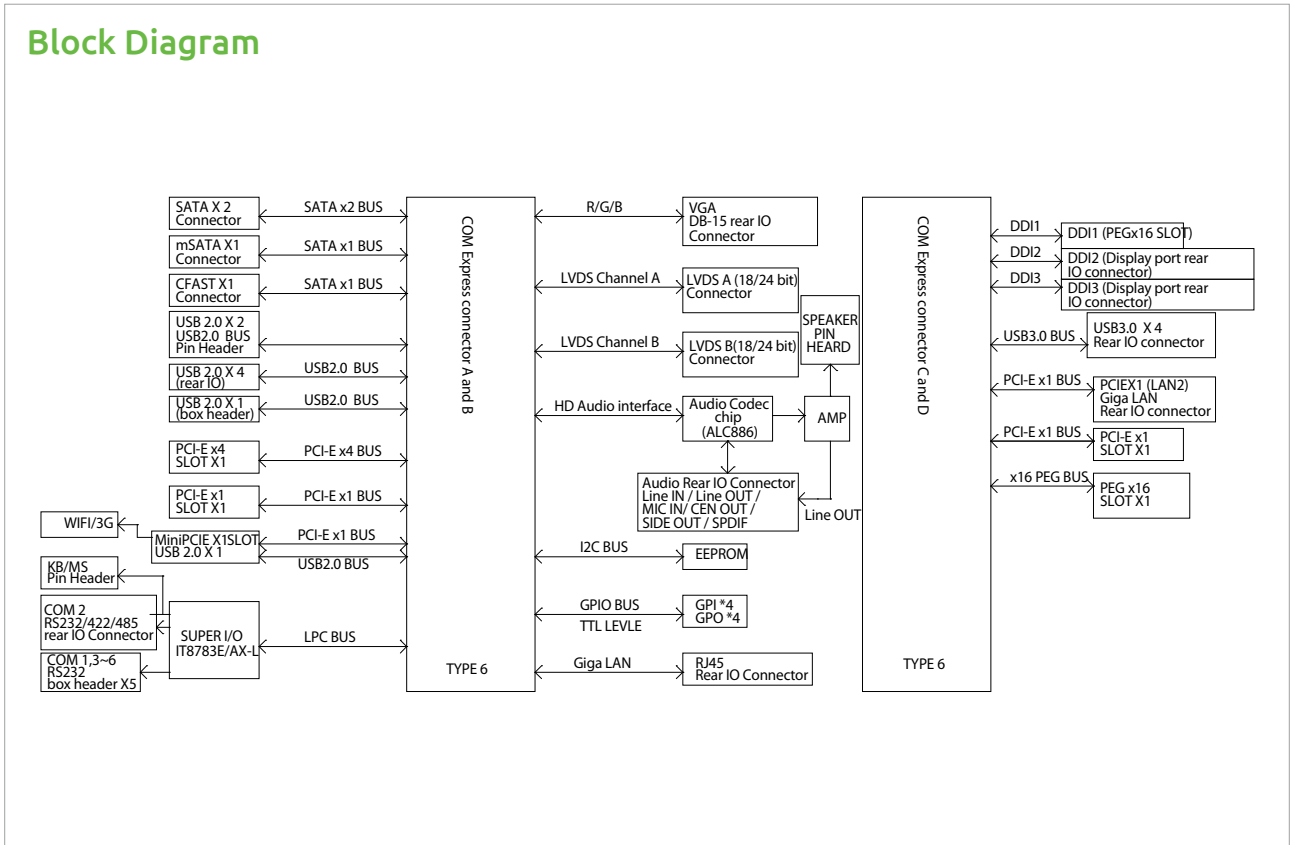 Block Diagram
SATA X 2
Connector
SATA x2 BUS
mSATA X1
Connector
SATA x1 BUS
CFAST X1
Connector
SATA x1 BUS
USB 2.0 X 2
USB2.0 BUS
Pin Header
USB 2.0 X 4
(rear IO)
USB2.0 BUS
USB 2.0 X 1
(box header)
USB2.0 BUS
PCI-E x4
SLOT X1
PCI-E x4 BUS
PCI-E x1
SLOT X1
PCI-E x1 BUS
WIFI/3G
MiniPCIE X1SLOT
USB 2.0 X 1
PCI-E x1 BUS
USB2.0 BUS
KB/MS
Pin Header
COM 2
RS232/422/485
rear IO Connector
COM 1,3~6
RS232
box header X5
SUPER I/O
IT8783E/AX-L
LPC BUS
COM Express connector A and B
TYPE 6
R/G/B
VGA
DB-15 rear IO
Connector
LVDS Channel A
LVDS A (18/24 bit)
Connector
LVDS Channel B
LVDS B(18/24 bit)
Connector
SPEAKER
PIN
HEARD
HD Audio interface
Audio Codec
chip
(ALC886)
AMP
Audio Rear IO Connector
Line IN / Line OUT /
MIC IN/ CEN OUT /
SIDE OUT / SPDIF
Line OUT
I2C BUS
EEPROM
GPIO BUS
TTL LEVLE
GPI *4
GPO *4
Giga LAN
RJ45
Rear IO Connector
COM Express connector C and D
TYPE 6
DDI1
DDI1 (PEGx16 SLOT)
DDI2
DDI2 (Display port rear
IO connector)
DDI3
DDI3 (Display port rear
IO connector)
USB3.0 BUS
USB3.0 X 4
Rear IO connector
PCI-E x1 BUS
PCIEX1 (LAN2)
Giga LAN
Rear IO connector
PCI-E x1 BUS
PCI-E x1
SLOT X1
x16 PEG BUS
PEG x16
SLOT X1